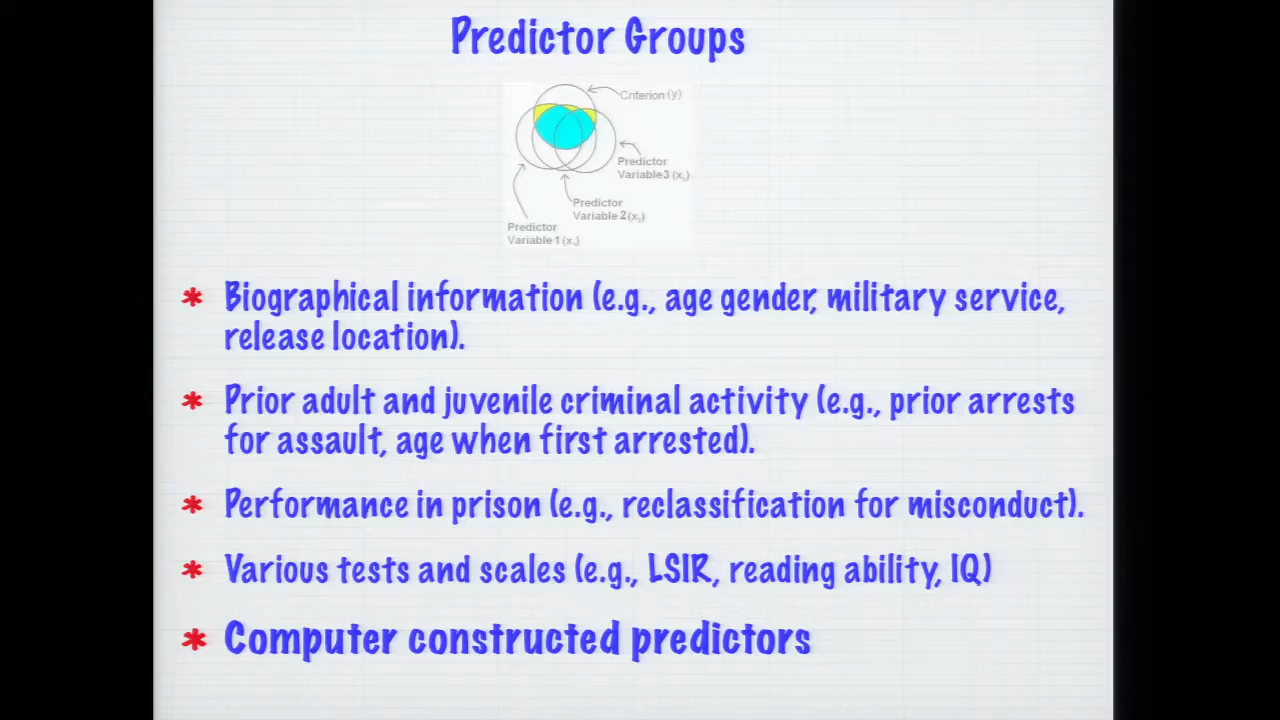 Predictor Groups
Criterion (y)
Predictor
Variable3 (x₃)
Predictor
Variable 2 (x₂)
Predictor
Variable 1 (x₁)
* Biographical information (e.g., age gender, military service,
release location).
* Prior adult and juvenile criminal activity (e.g., prior arrests
for assault, age when first arrested).
* Performance in prison (e.g., reclassification for misconduct).
* Various tests and scales (e.g., LSIR, reading ability, IQ)
* Computer constructed predictors